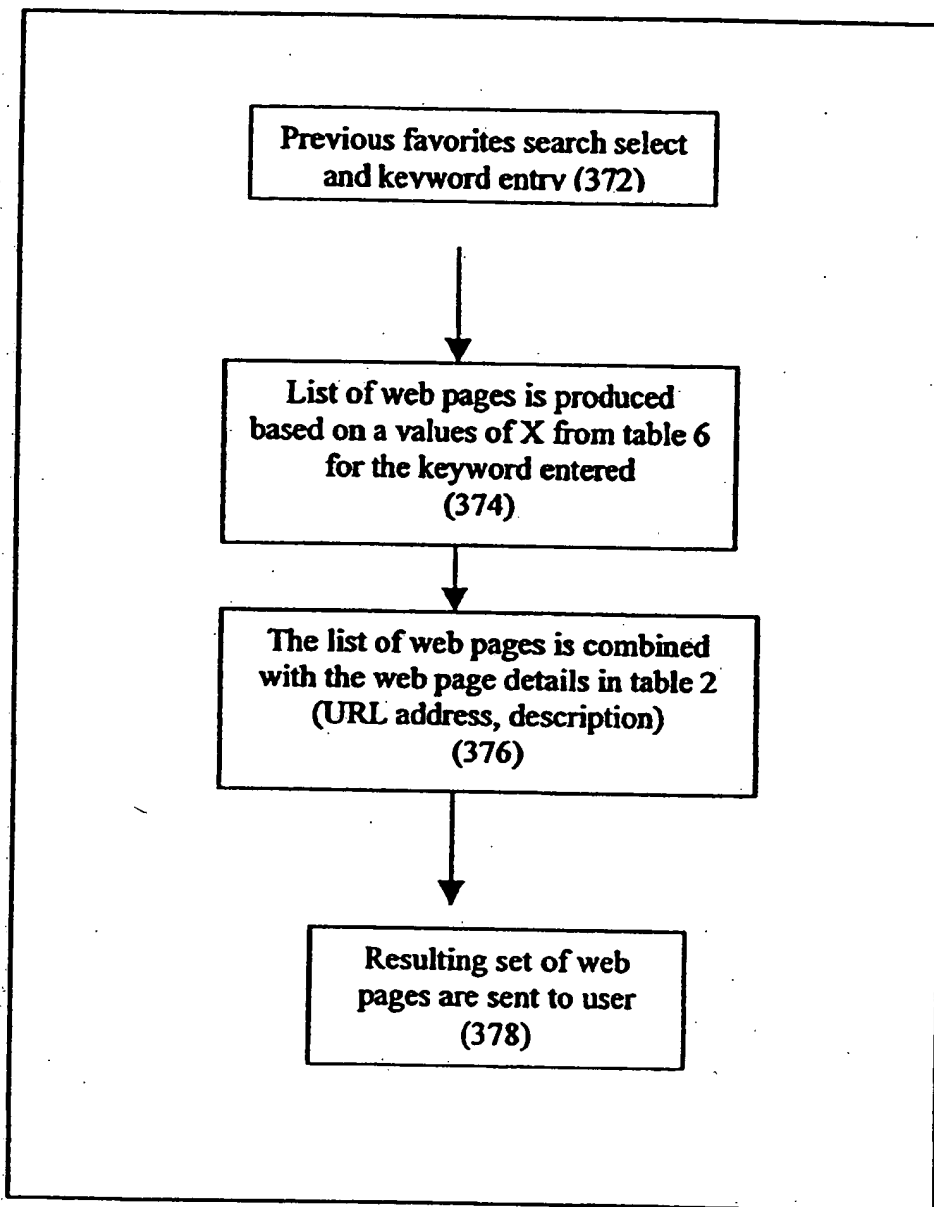 Previous favorites search select
and keyword entry (372)
List of web pages is produced
based on a values of X from table 6
for the keyword entered
(374)
The list of web pages is combined
with the web page details in table 2
(URL address, description)
(376)
Resulting set of web
pages are sent to user
(378)